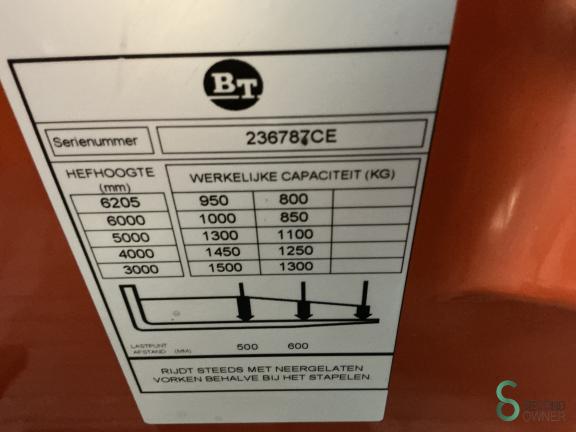 BT
Serienummer 236787CE
HEFHOOGTE (mm) WERKELIJKE CAPACITEIT (KG)
6205 950 800
6000 1000 850
5000 1300 1100
4000 1450 1250
3000 1500 1300
LASTPUNT
AFSTAND (MM) 500 600
RIJDT STEEDS MET NEERGELATEN
VORKEN BEHALVE BIJ HET STAPELEN.
SECOND
OWNER